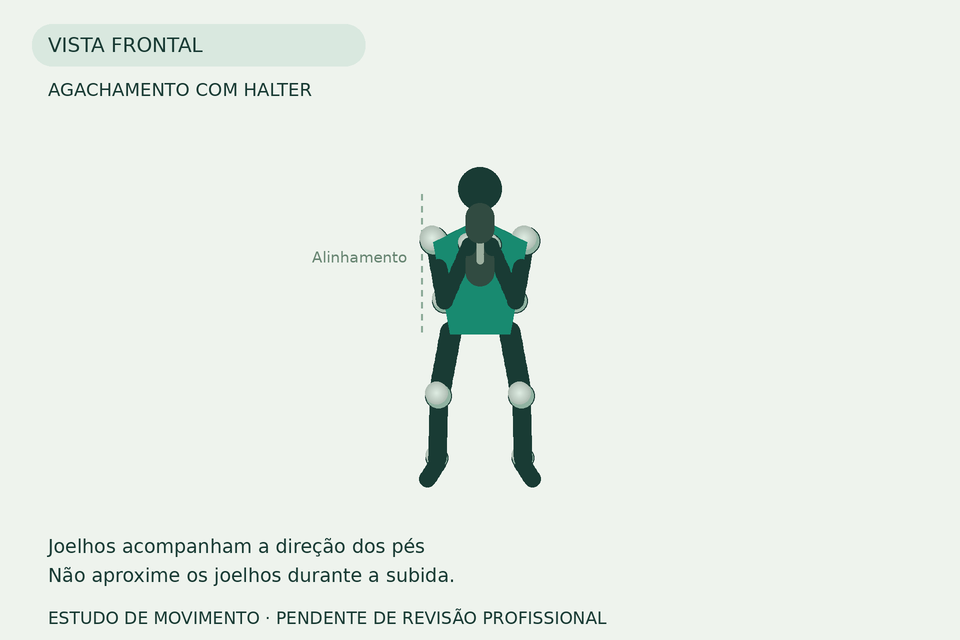 VISTA FRONTAL
AGACHAMENTO COM HALTER
Alinhamento
Joelhos acompanham a direção dos pés
Não aproxime os joelhos durante a subida.
ESTUDO DE MOVIMENTO · PENDENTE DE REVISÃO PROFISSIONAL